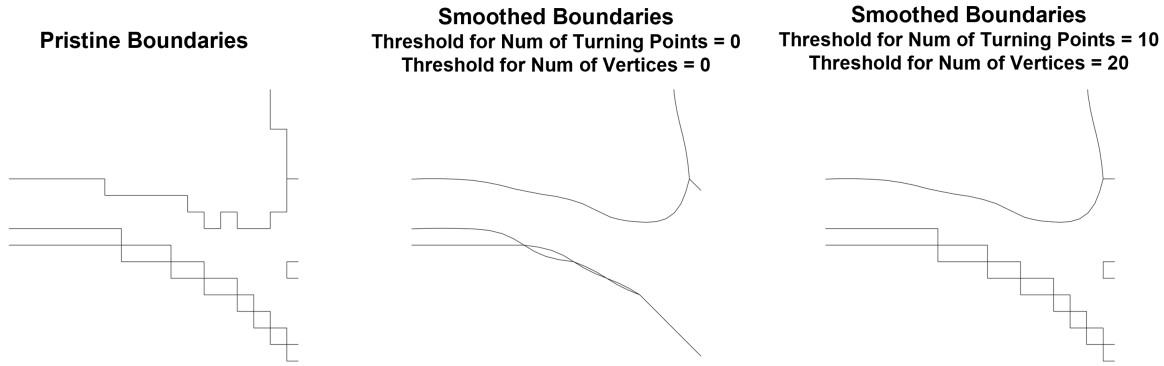 Pristine Boundaries
Smoothed Boundaries
Threshold for Num of Turning Points = 0
Threshold for Num of Vertices = 0
Smoothed Boundaries
Threshold for Num of Turning Points = 10
Threshold for Num of Vertices = 20